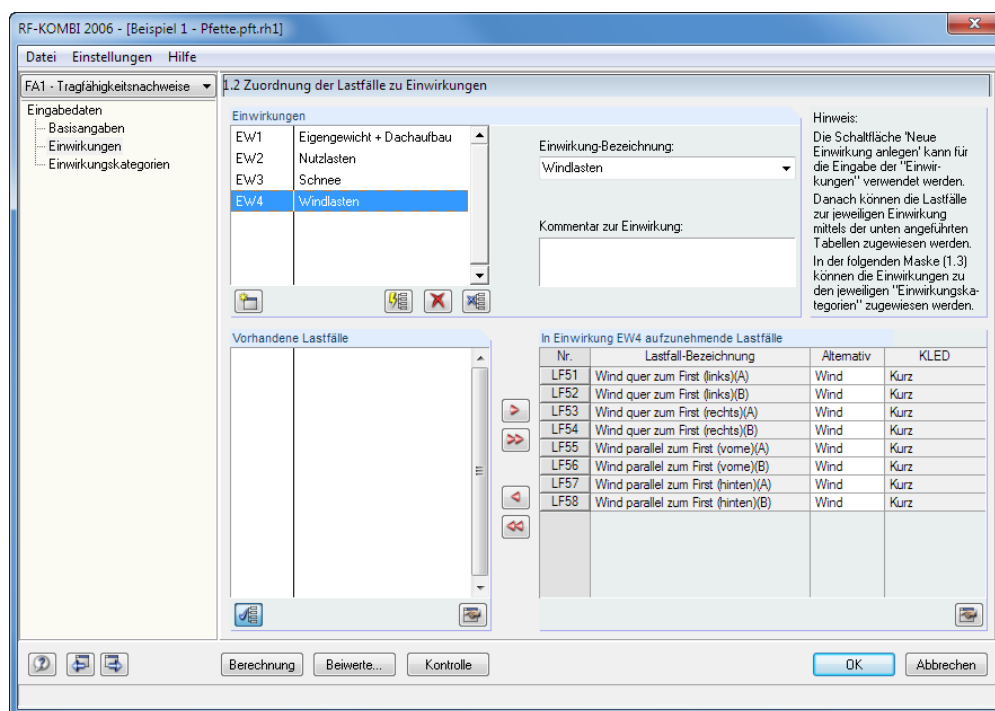 RF-KOMBI 2006 - [Beispiel 1 - Pfette.pft.rh1]
Datei Einstellungen Hilfe
FA1 - Tragfähigkeitsnachweise
1.2 Zuordnung der Lastfälle zu Einwirkungen
Eingabedaten
Basisangaben
Einwirkungen
Einwirkungskategorien
Einwirkungen
EW1 Eigengewicht + Dachaufbau
EW2 Nutzlasten
EW3 Schnee
EW4 Windlasten
Einwirkung-Bezeichnung:
Windlasten
Kommentar zur Einwirkung:
Hinweis:
Die Schaltfläche 'Neue
Einwirkung anlegen' kann für
die Eingabe der "Einwir-
kungen" verwendet werden.
Danach können die Lastfälle
zur jeweiligen Einwirkung
mittels der unten angeführten
Tabellen zugewiesen werden.
In der folgenden Maske (1.3)
können die Einwirkungen zu
den jeweiligen "Einwirkungska-
tegorien" zugewiesen werden.
Vorhandene Lastfälle
In Einwirkung EW4 aufzunehmende Lastfälle
Nr. Lastfall-Bezeichnung Alternativ KLED
LF51 Wind quer zum First (links)(A) Wind Kurz
LF52 Wind quer zum First (links)(B) Wind Kurz
LF53 Wind quer zum First (rechts)(A) Wind Kurz
LF54 Wind quer zum First (rechts)(B) Wind Kurz
LF55 Wind parallel zum First (vorne)(A) Wind Kurz
LF56 Wind parallel zum First (vorne)(B) Wind Kurz
LF57 Wind parallel zum First (hinten)(A) Wind Kurz
LF58 Wind parallel zum First (hinten)(B) Wind Kurz
Berechnung Beiwerte... Kontrolle OK Abbrechen